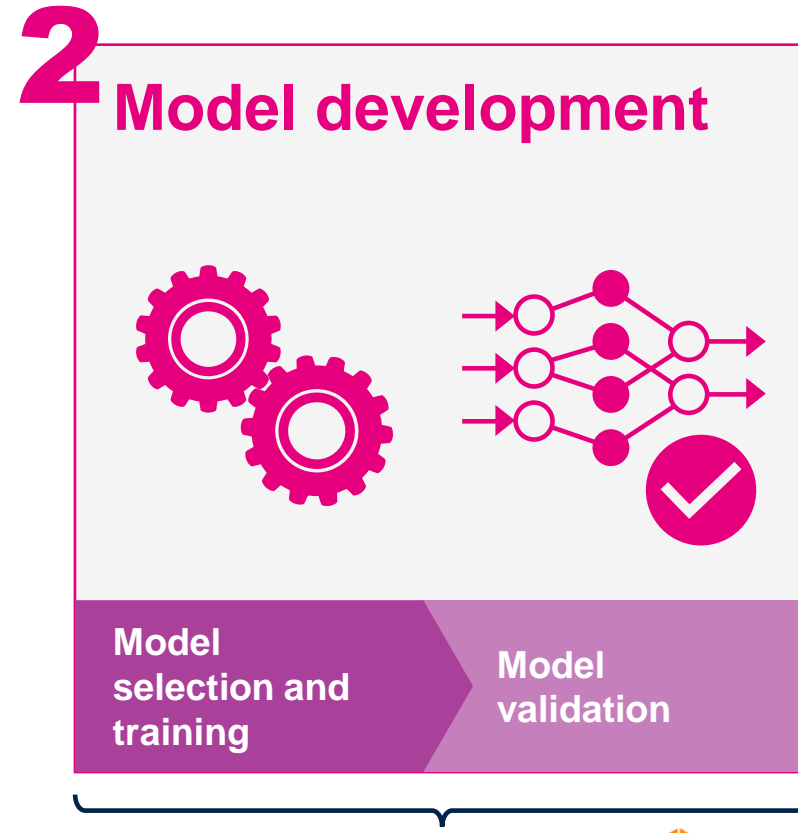 2
Model development
Model
selection and
training
Model
validation